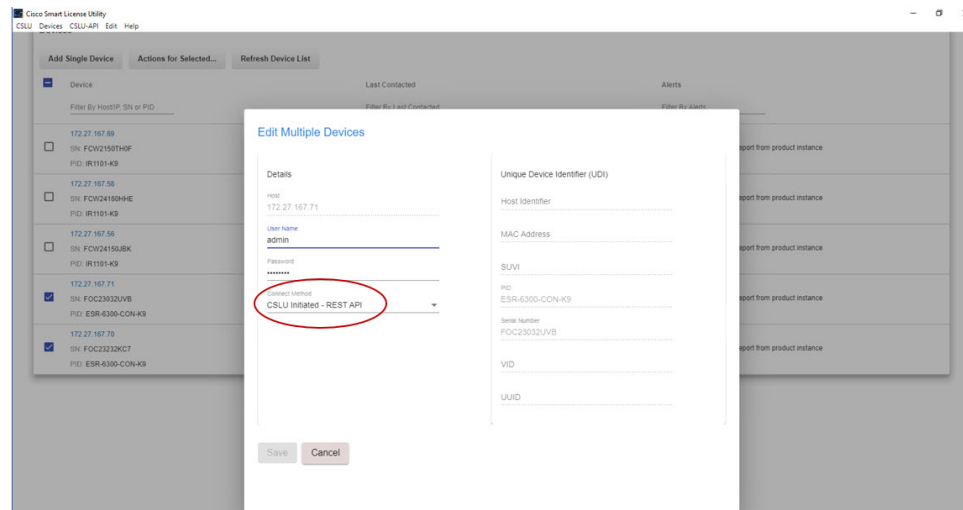 Cisco Smart License Utility
CSLU Devices CSLU-API Edit Help
Add Single Device Actions for Selected... Refresh Device List
Device Last Contacted Alerts
Filter By Host/IP, SN or PID Filter By Last Contacted Filter By Alerts
172.27.167.69
SN: FCW2150TH0F
PID: IR1101-K9
port from product instance
172.27.167.58
SN: FCW24160HHE
PID: IR1101-K9
port from product instance
172.27.167.56
SN: FCW24150JBK
PID: IR1101-K9
port from product instance
172.27.167.71
SN: FOC23032UVB
PID: ESR-6300-CON-K9
port from product instance
172.27.167.70
SN: FOC23232KC7
PID: ESR-6300-CON-K9
port from product instance
Edit Multiple Devices
Details
Host
172.27.167.71
User Name
admin
Password
••••••••
Connect Method
CSLU Initiated - REST API
Unique Device Identifier (UDI)
Host Identifier
MAC Address
SUVI
PID
ESR-6300-CON-K9
Serial Number
FOC23032UVB
VID
UUID
Save Cancel